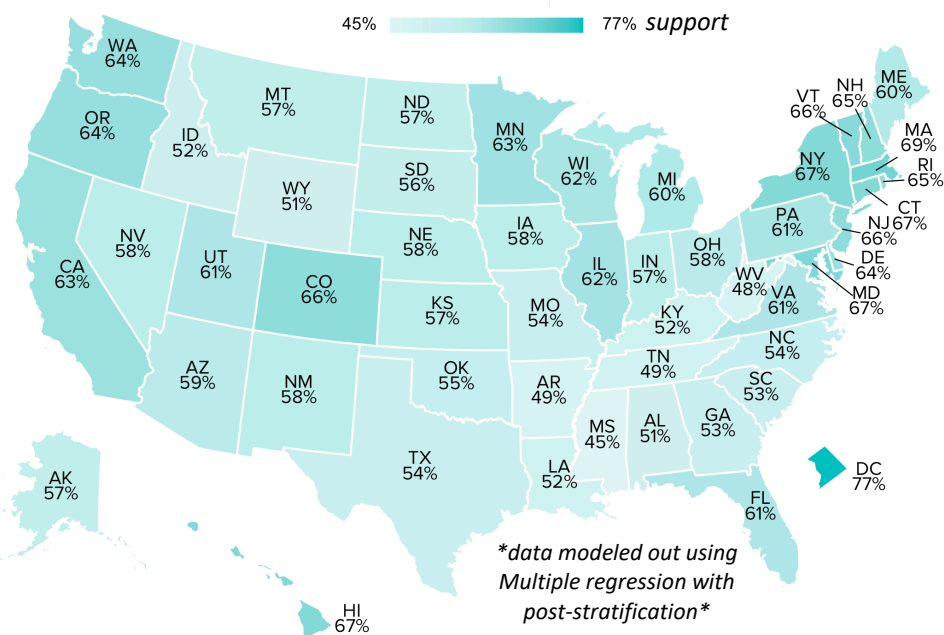 45% 77% support
WA
64%
OR
64%
ID
52%
MT
57%
ND
57%
MN
63%
WI
62%
MI
60%
VT
66%
NH
65%
ME
60%
MA
69%
RI
65%
CT
67%
NY
67%
NJ
66%
DE
64%
MD
67%
PA
61%
WY
51%
SD
56%
IA
58%
NE
58%
NV
58%
UT
61%
CO
66%
CA
63%
KS
57%
MO
54%
IL
62%
IN
57%
OH
58%
WV
48%
VA
61%
KY
52%
NC
54%
TN
49%
SC
53%
AZ
59%
NM
58%
OK
55%
AR
49%
MS
45%
AL
51%
GA
53%
TX
54%
LA
52%
FL
61%
DC
77%
AK
57%
HI
67%
*data modeled out using
Multiple regression with
post-stratification*